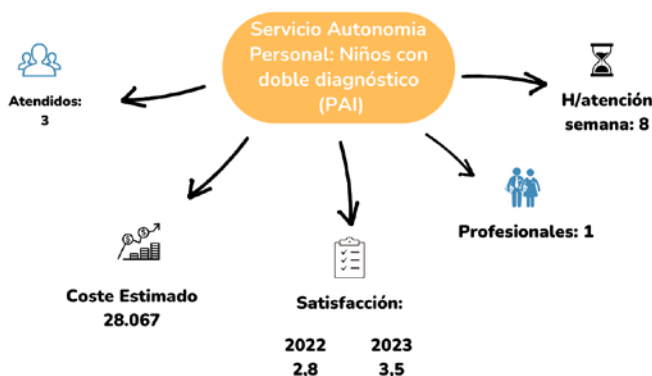 Servicio Autonomia
Personal: Niños con
doble diagnóstico
(PAI)
Atendidos:
3
H/atención
semana: 8
Profesionales: 1
Coste Estimado
28.067
Satisfacción:
2022 2023
2,8 3,5